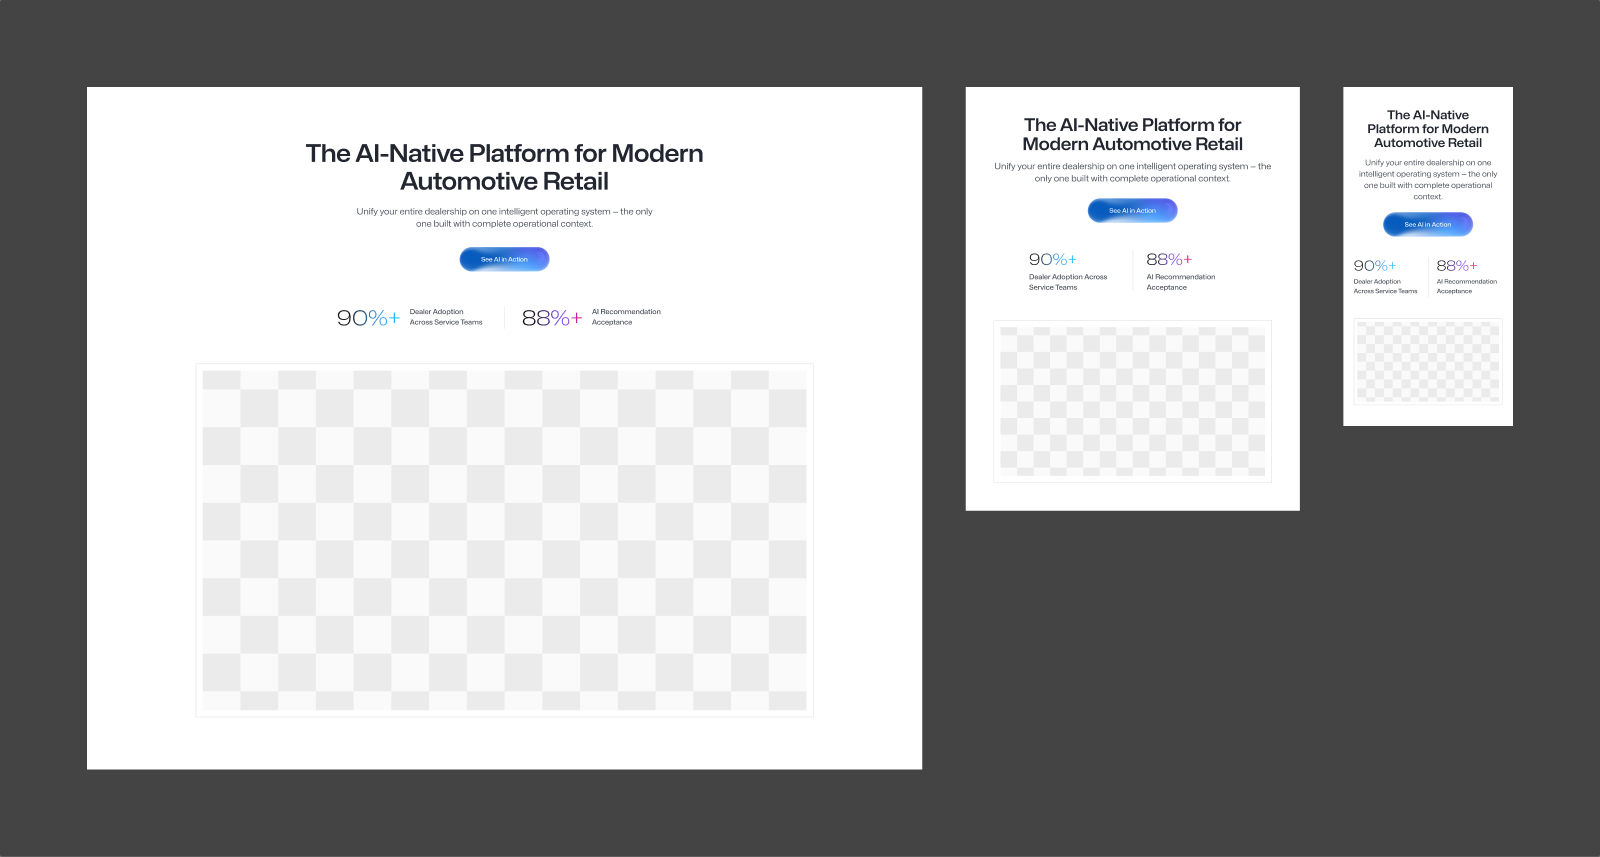 The AI-Native Platform for Modern
Automotive Retail
Unify your entire dealership on one intelligent operating system – the only
one built with complete operational context.
See AI in Action
90%+
Dealer Adoption
Across Service Teams
88%+
AI Recommendation
Acceptance
The AI-Native Platform for
Modern Automotive Retail
Unify your entire dealership on one intelligent operating system – the
only one built with complete operational context.
See AI in Action
90%+
Dealer Adoption Across
Service Teams
88%+
AI Recommendation
Acceptance
The AI-Native
Platform for Modern
Automotive Retail
Unify your entire dealership on one
intelligent operating system – the only
one built with complete operational
context.
See AI in Action
90%+
Dealer Adoption
Across Service Teams
88%+
AI Recommendation
Acceptance